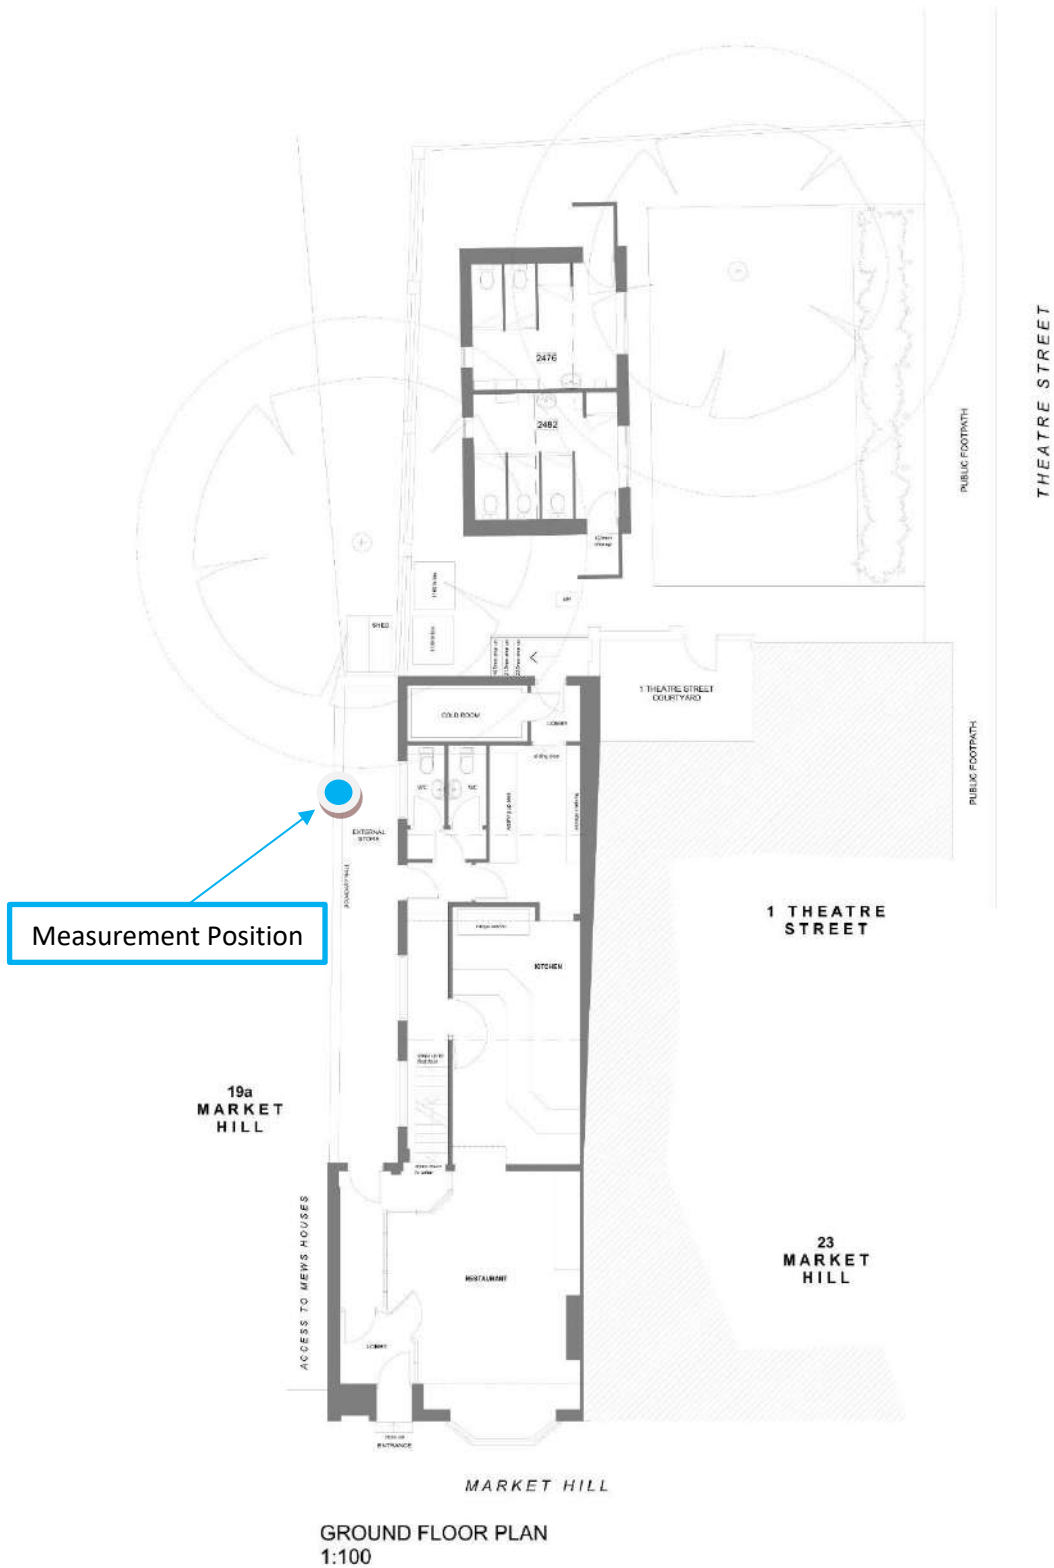 THEATRE STREET
2476
2482
PUBLIC FOOTPATH
SHED
1 THEATRE STREET
COURTYARD
COLD ROOM
LOBBY
PUBLIC FOOTPATH
WC
WC
EXTERNAL
STORE
Measurement Position
1 THEATRE
STREET
KITCHEN
19a
MARKET
HILL
ACCESS TO MEWS HOUSES
23
MARKET
HILL
RESTAURANT
LOBBY
ENTRANCE
MARKET HILL
GROUND FLOOR PLAN
1:100